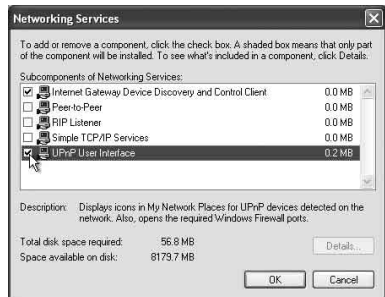 Networking Services
To add or remove a component, click the check box. A shaded box means that only part
of the component will be installed. To see what's included in a component, click Details.
Subcomponents of Networking Services:
Internet Gateway Device Discovery and Control Client 0.0 MB
Peer-to-Peer 0.0 MB
RIP Listener 0.0 MB
Simple TCP/IP Services 0.0 MB
UPnP User Interface 0.2 MB
Description: Displays icons in My Network Places for UPnP devices detected on the
network. Also, opens the required Windows Firewall ports.
Total disk space required: 56.8 MB
Space available on disk: 8179.7 MB
Details...
OK Cancel